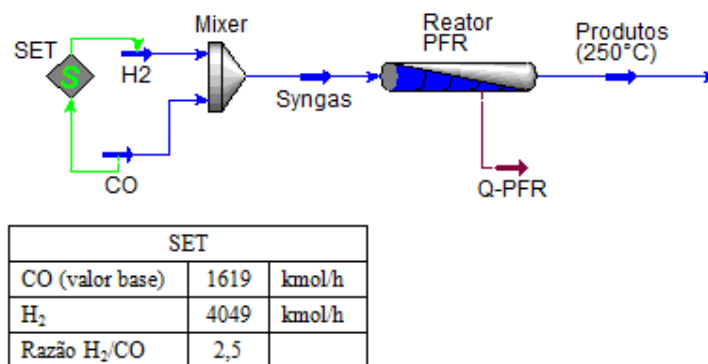 Mixer
Reator
PFR
Produtos
(250°C)
SET
S
H2
Syngas
CO
Q-PFR
SET
CO (valor base) 1619 kmol/h
H₂ 4049 kmol/h
Razão H₂/CO 2,5